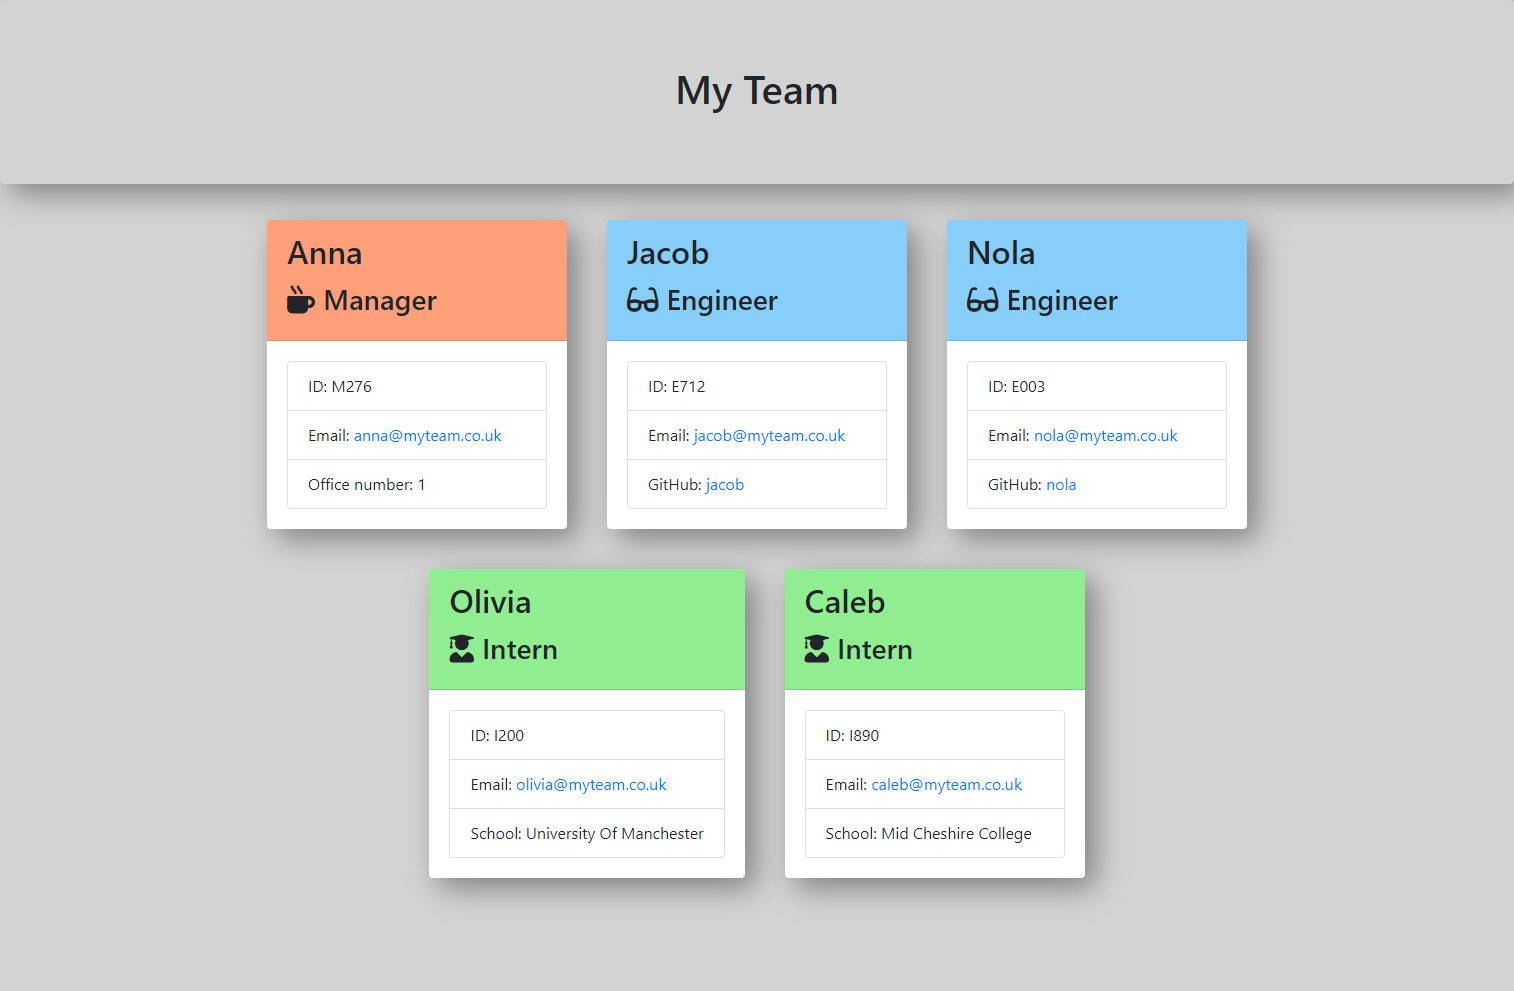 My Team
Anna
Manager
ID: M276
Email: anna@myteam.co.uk
Office number: 1
Jacob
Engineer
ID: E712
Email: jacob@myteam.co.uk
GitHub: jacob
Nola
Engineer
ID: E003
Email: nola@myteam.co.uk
GitHub: nola
Olivia
Intern
ID: I200
Email: olivia@myteam.co.uk
School: University Of Manchester
Caleb
Intern
ID: I890
Email: caleb@myteam.co.uk
School: Mid Cheshire College